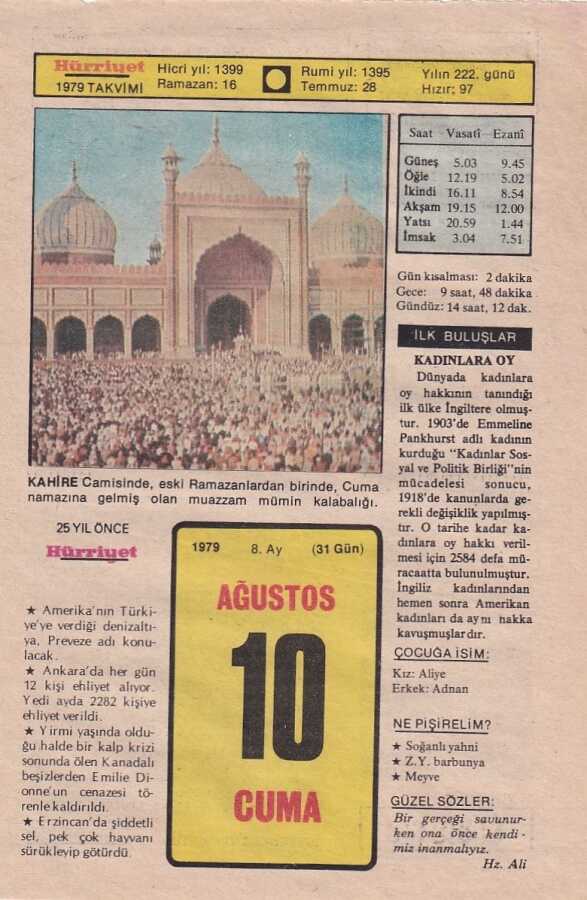 Hürriyet
1979 TAKVİMİ
Hicri yıl: 1399
Ramazan: 16
Rumi yıl: 1395
Temmuz: 28
Yılın 222. günü
Hızır; 97
Saat Vasatî Ezanî
Güneş 5.03 9.45
Öğle 12.19 5.02
İkindi 16.11 8.54
Akşam 19.15 12.00
Yatsı 20.59 1.44
İmsak 3.04 7.51
Gün kısalması: 2 dakika
Gece: 9 saat, 48 dakika
Gündüz: 14 saat, 12 dak.
İLK BULUŞLAR
KADINLARA OY
Dünyada kadınlara
oy hakkının tanındığı
ilk ülke İngiltere olmuş-
tur. 1903'de Emmeline
Pankhurst adlı kadının
kurduğu "Kadınlar Sos-
yal ve Politik Birliği"nin
mücadelesi sonucu,
1918'de kanunlarda ge-
rekli değişiklik yapılmış-
tır. O tarihe kadar ka-
dınlara oy hakkı veril-
mesi için 2584 defa mü-
racaatta bulunulmuştur.
İngiliz kadınlarından
hemen sonra Amerikan
kadınları da aynı hakka
kavuşmuşlardır.
ÇOCUĞA İSİM:
Kız: Aliye
Erkek: Adnan
NE PİŞİRELİM?
★ Soğanlı yahni
★ Z.Y. barbunya
★ Meyve
GÜZEL SÖZLER:
Bir gerçeği savunur-
ken ona önce kendi-
miz inanmalıyız.
Hz. Ali
KAHİRE Camisinde, eski Ramazanlardan birinde, Cuma
namazına gelmiş olan muazzam mümin kalabalığı.
25 YIL ÖNCE
Hürriyet
★ Amerika'nın Türki-
ye'ye verdiği denizaltı-
ya, Preveze adı konu-
lacak.
★ Ankara'da her gün
12 kişi ehliyet alıyor.
Yedi ayda 2282 kişiye
ehliyet verildi.
★ Yirmi yaşında oldu-
ğu halde bir kalp krizi
sonunda ölen Kanadalı
beşizlerden Emilie Di-
onne'un cenazesi tö-
renle kaldırıldı.
★ Erzincan'da şiddetli
sel, pek çok hayvanı
sürükleyip götürdü.
1979 8. Ay (31 Gün)
AĞUSTOS
10
CUMA